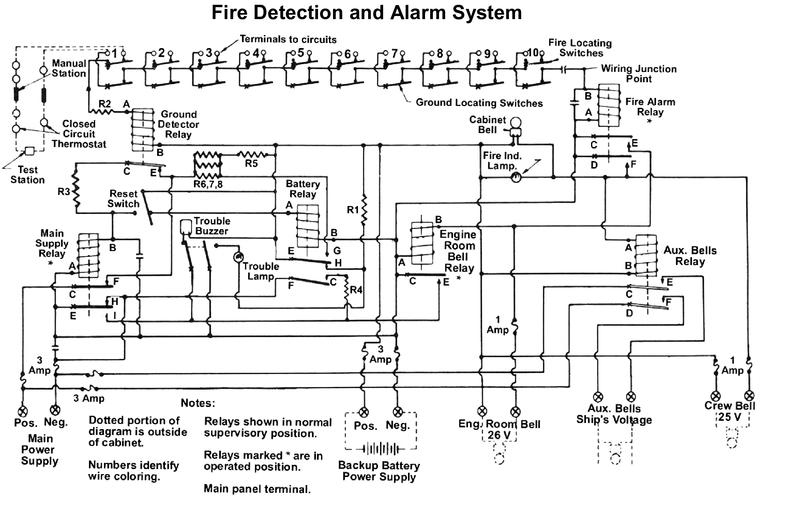 Fire Detection and Alarm System
Terminals to circuits
Fire Locating
Switches
1 2 3 4 5 6 7 8 9 10
Manual
Station
Wiring Junction
Point
R2
A
Ground
Detector
Relay
Ground Locating Switches
Cabinet
Bell
B
A
Fire Alarm
Relay
*
Closed
Circuit
Thermostat
B
Test
Station
C
E
R5
R6,7,8
Fire Ind.
Lamp.
C
E
D
F
R3
Reset
Switch
Battery
Relay
R1
A
B
Trouble
Buzzer
Main
Supply
Relay
*
B
A
G
E
H
Engine
Room
Bell
Relay
*
B
A
A
B
Aux. Bells
Relay
Trouble
Lamp
F
C
R4
C
E
C
F
E
H
I
C
E
D
F
3
Amp
3
Amp
1
Amp
1
Amp
3 Amp
Pos. Neg.
Main
Power
Supply
Notes:
Dotted portion of
diagram is outside
of cabinet.
Numbers identify
wire coloring.
Relays shown in normal
supervisory position.
Relays marked * are in
operated position.
Main panel terminal.
Pos. Neg.
Backup Battery
Power Supply
Eng. Room Bell
26 V
Aux. Bells
Ship's Voltage
Crew Bell
25 V